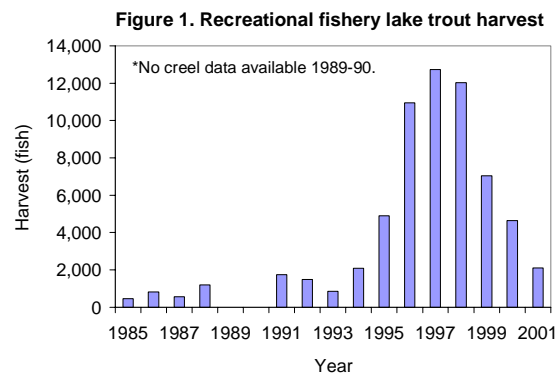 Figure 1. Recreational fishery lake trout harvest
14,000
*No creel data available 1989-90.
12,000
10,000
8,000
6,000
4,000
2,000
0
Harvest (fish)
1985 1987 1989 1991 1993 1995 1997 1999 2001
Year